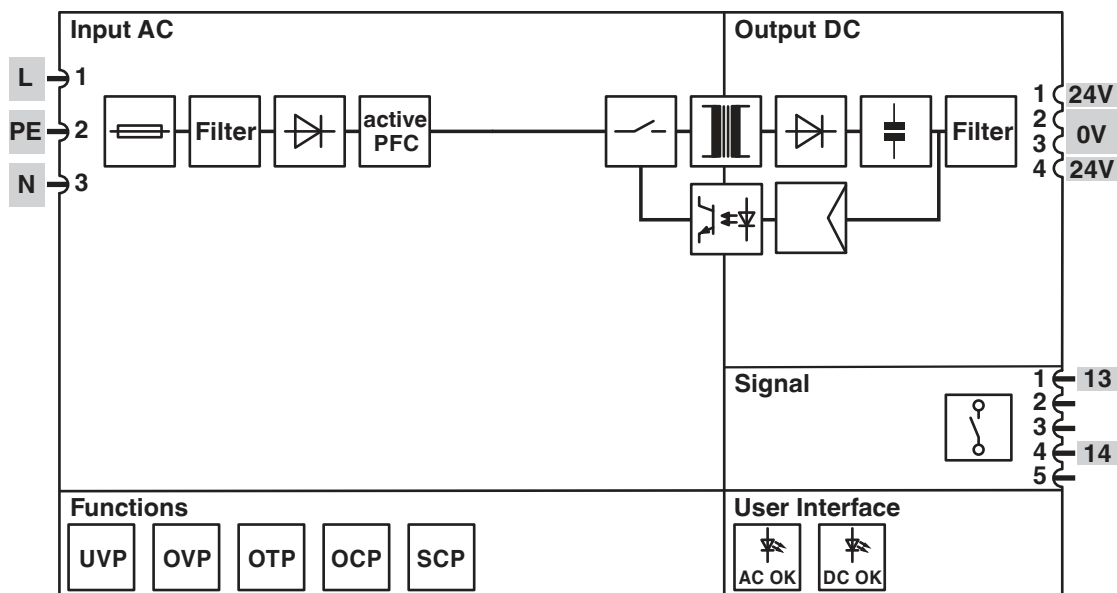 Input AC
L 1
PE 2
N 3
Filter
active
PFC
Output DC
Filter
1 24V
2
0V
3
4 24V
Signal
1 13
2
3
4 14
5
Functions
UVP
OVP
OTP
OCP
SCP
User Interface
AC OK
DC OK